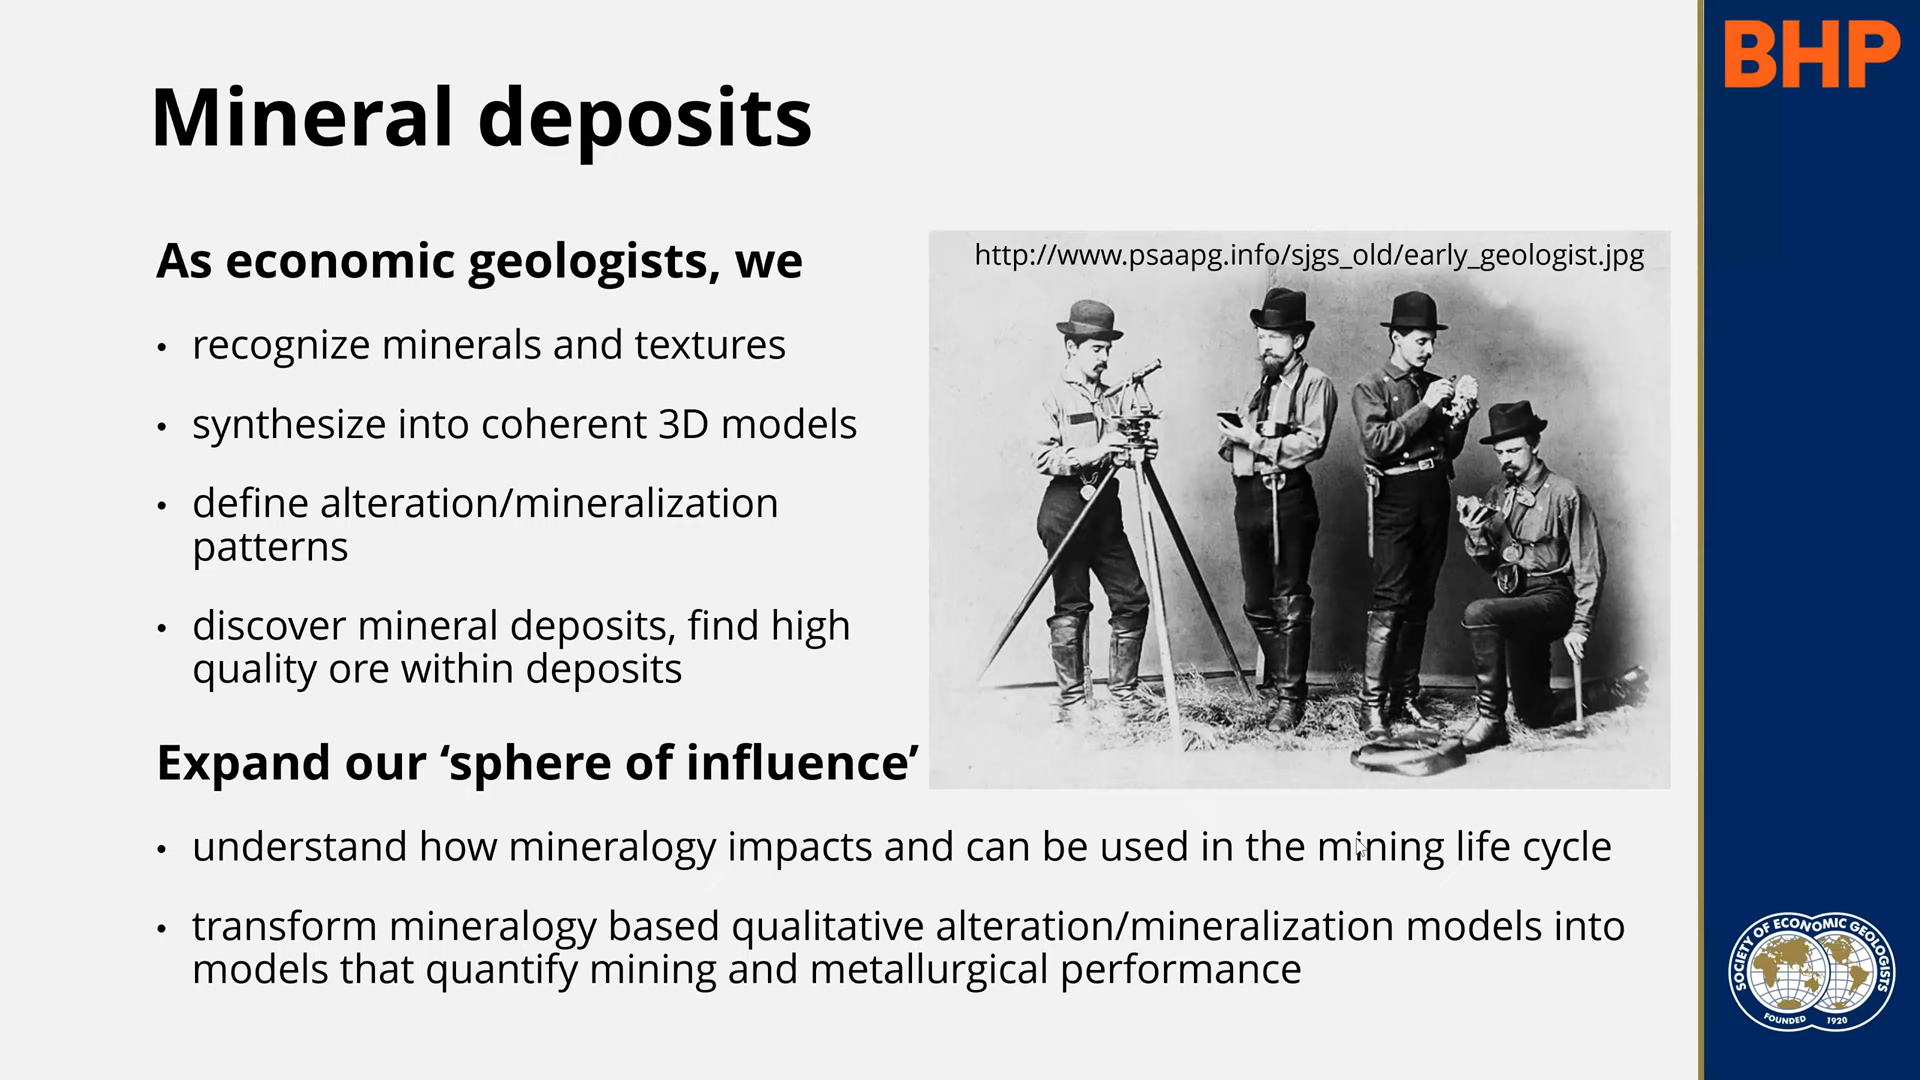 Mineral deposits
As economic geologists, we
• recognize minerals and textures
• synthesize into coherent 3D models
• define alteration/mineralization
patterns
• discover mineral deposits, find high
quality ore within deposits
Expand our ‘sphere of influence’
• understand how mineralogy impacts and can be used in the mining life cycle
• transform mineralogy based qualitative alteration/mineralization models into
models that quantify mining and metallurgical performance
http://www.psaapg.info/sjgs_old/early_geologist.jpg
BHP
SOCIETY OF ECONOMIC GEOLOGISTS
FOUNDED 1920